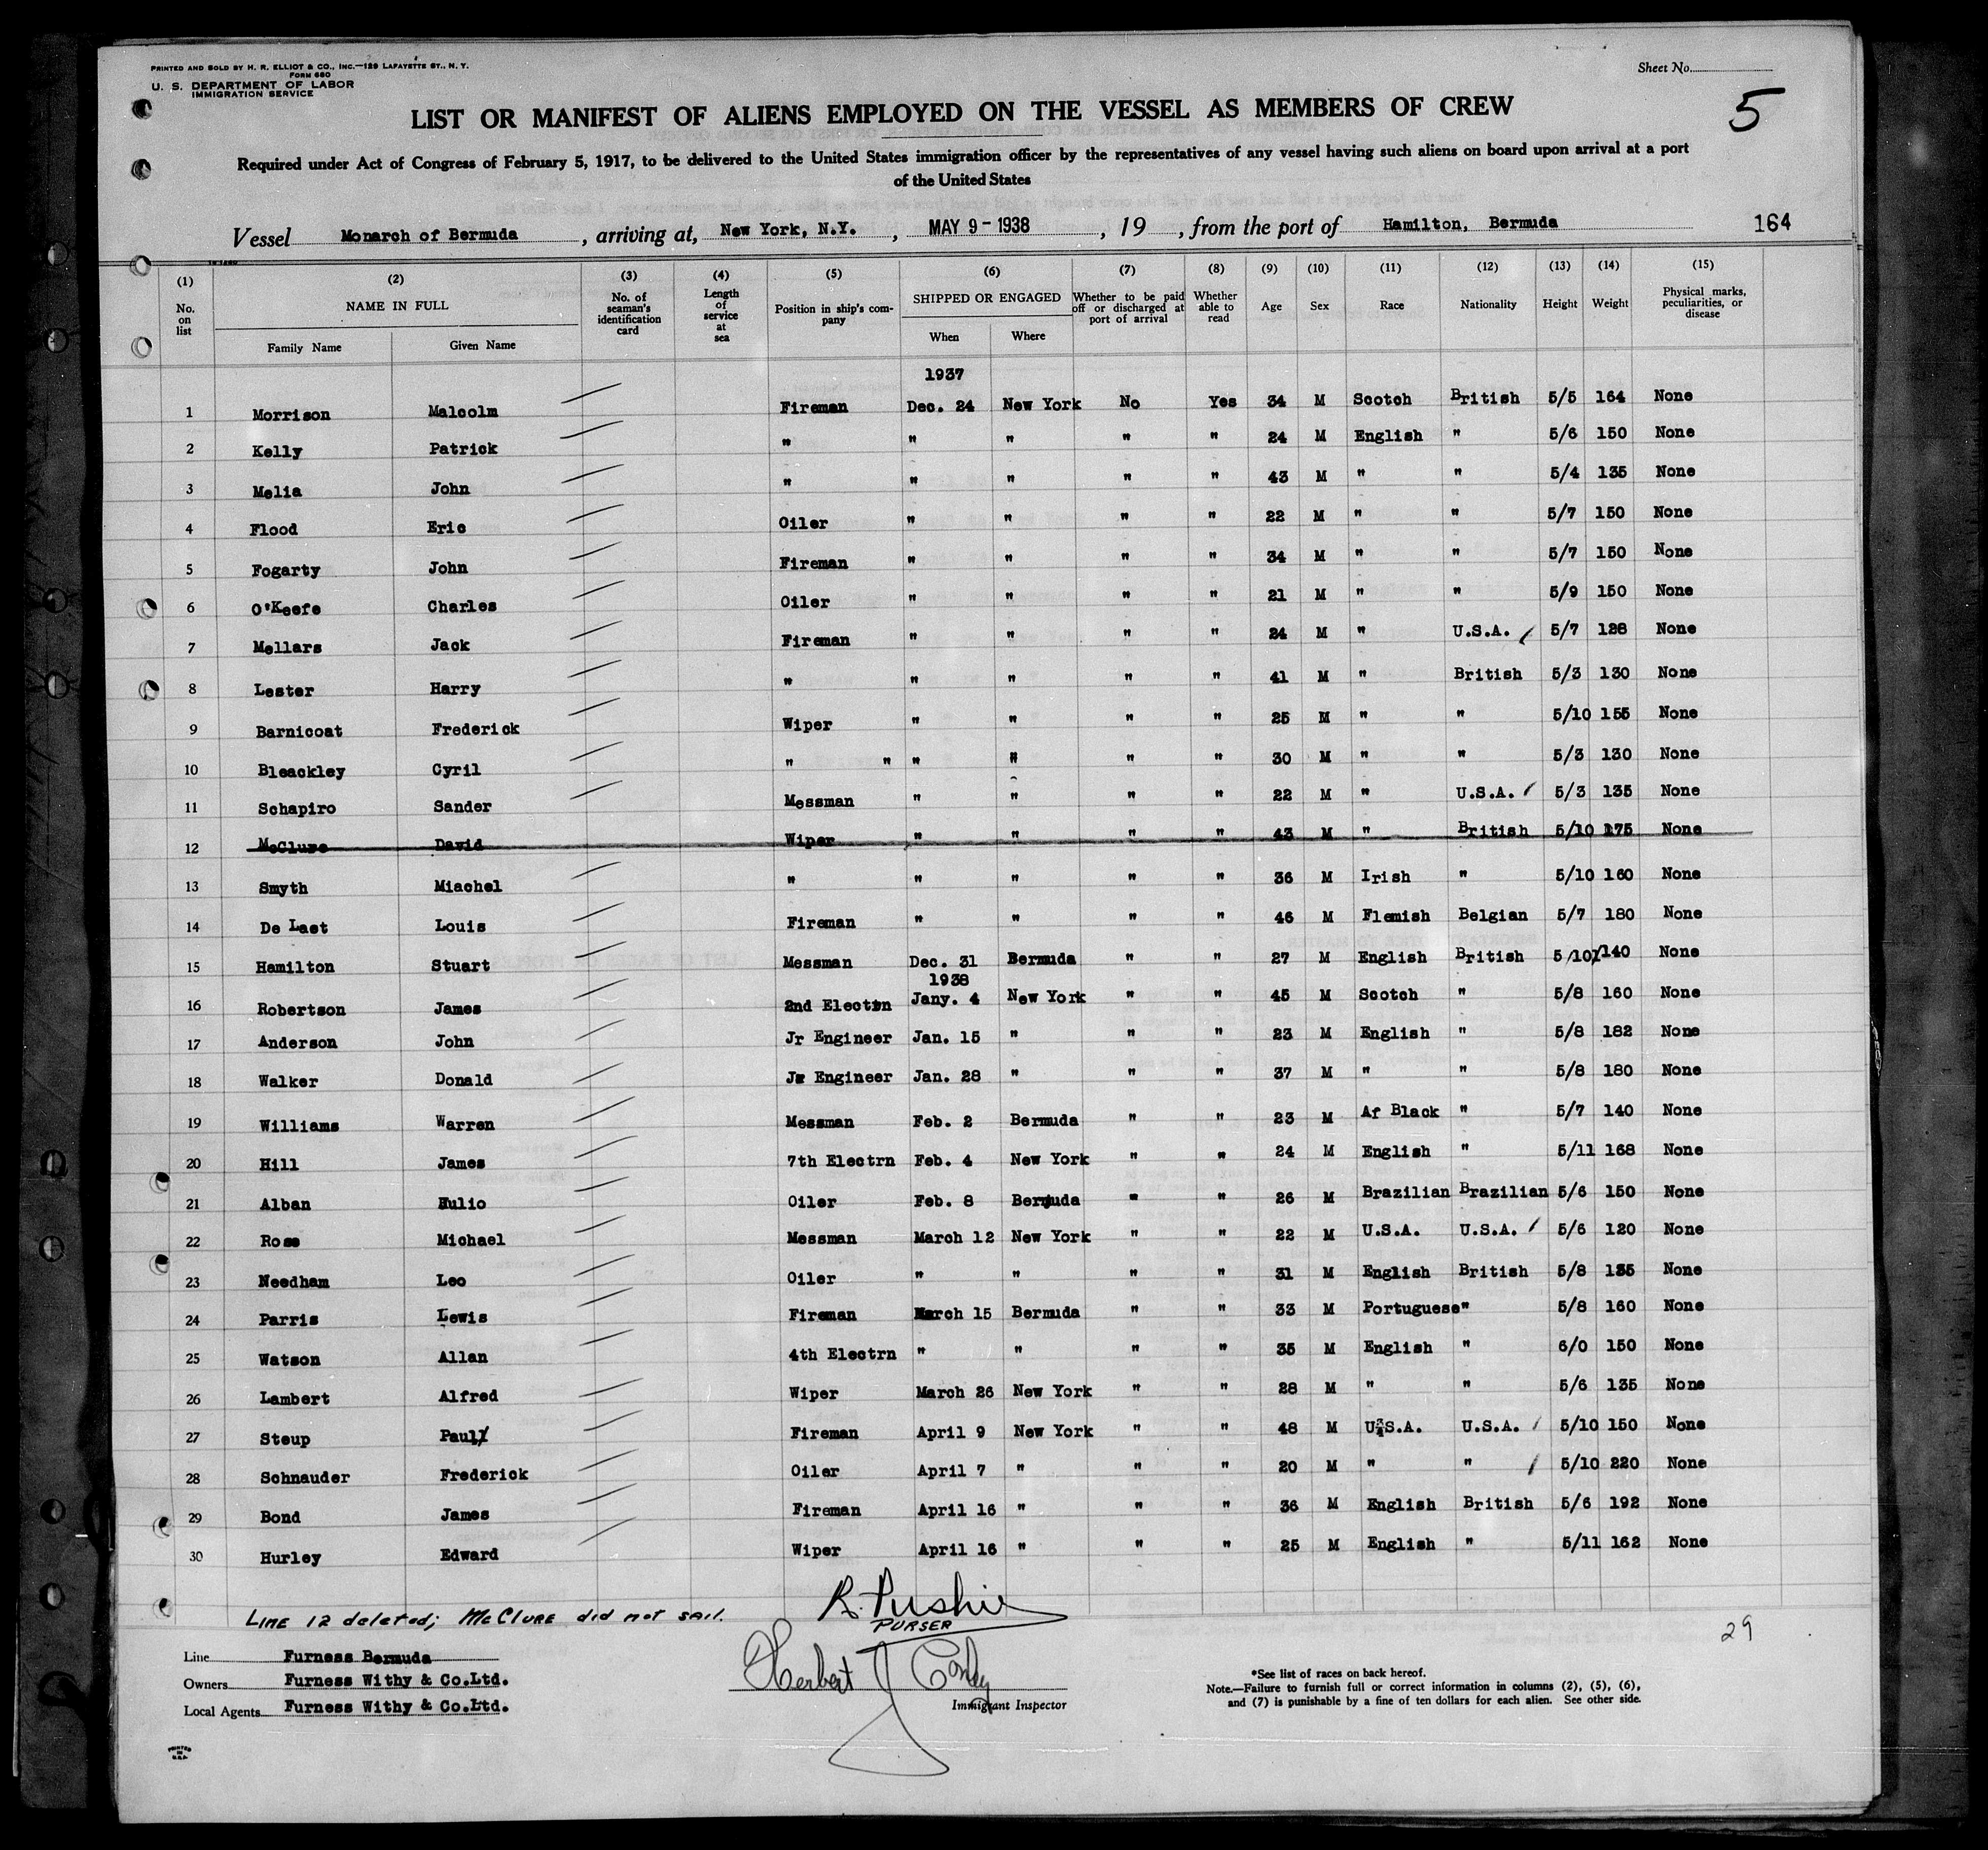 PRINTED AND SOLD BY H. R. ELLIOT & CO., INC.—129 LAFAYETTE ST., N. Y.
FORM 680
U. S. DEPARTMENT OF LABOR
IMMIGRATION SERVICE
Sheet No.
5
LIST OR MANIFEST OF ALIENS EMPLOYED ON THE VESSEL AS MEMBERS OF CREW
Required under Act of Congress of February 5, 1917, to be delivered to the United States immigration officer by the representatives of any vessel having such aliens on board upon arrival at a port
of the United States
Vessel Monarch of Bermuda, arriving at, New York, N.Y., MAY 9 - 1938, 19 , from the port of Hamilton, Bermuda 164
(1) (2) (3) (4) (5) (6) (7) (8) (9) (10) (11) (12) (13) (14) (15)
No. on list NAME IN FULL Family Name Given Name No. of seaman's identification card Length of service at sea Position in ship's company SHIPPED OR ENGAGED When Where Whether to be paid off or discharged at port of arrival Whether able to read Age Sex Race Nationality Height Weight Physical marks, peculiarities, or disease
1937
1 Morrison Malcolm Fireman Dec. 24 New York No Yes 34 M Scotch British 5/5 164 None
2 Kelly Patrick " " " " " 24 M English " 5/6 150 None
3 Melia John " " " " " 43 M " " 5/4 135 None
4 Flood Eric Oiler " " " " 22 M " " 5/7 150 None
5 Fogarty John Fireman " " " " 34 M " " 5/7 150 None
6 O'Keefe Charles Oiler " " " " 21 M " " 5/9 150 None
7 Mellars Jack Fireman " " " " 24 M " U.S.A. 5/7 128 None
8 Lester Harry " " " " " 41 M " British 5/3 130 None
9 Barnicoat Frederick Wiper " " " " 25 M " " 5/10 155 None
10 Bleackley Cyril " " " " " " 30 M " " 5/3 130 None
11 Schapiro Sander Messman " " " " 22 M " U.S.A. 5/3 135 None
12 McClure David Wiper " " " " 43 M " British 5/10 175 None
13 Smyth Miachel " " " " " 36 M Irish " 5/10 160 None
14 De Laet Louis Fireman " " " " 46 M Flemish Belgian 5/7 180 None
15 Hamilton Stuart Messman Dec. 31 Bermuda " " 27 M English British 5/10 140 None
1938
16 Robertson James 2nd Electrn Jany. 4 New York " " 45 M Scotch " 5/8 160 None
17 Anderson John Jr Engineer Jan. 15 " " " 23 M English " 5/8 182 None
18 Walker Donald Jr Engineer Jan. 28 " " " 37 M " " 5/8 180 None
19 Williams Warren Messman Feb. 2 Bermuda " " 23 M Af Black " 5/7 140 None
20 Hill James 7th Electrn Feb. 4 New York " " 24 M English " 5/11 168 None
21 Alban Hulio Oiler Feb. 8 Bermuda " " 26 M Brazilian Brazilian 5/6 150 None
22 Rose Michael Messman March 12 New York " " 22 M U.S.A. U.S.A. 5/6 120 None
23 Needham Leo Oiler " " " " 31 M English British 5/8 135 None
24 Parris Lewis Fireman March 15 Bermuda " " 33 M Portuguese " 5/8 160 None
25 Watson Allan 4th Electrn " " " " 35 M English " 6/0 150 None
26 Lambert Alfred Wiper March 26 New York " " 28 M " " 5/6 135 None
27 Steup Paul Fireman April 9 New York " " 48 M U.S.A. U.S.A. 5/10 150 None
28 Schnauder Frederick Oiler April 7 " " " 20 M " " 5/10 220 None
29 Bond James Fireman April 16 " " " 36 M English British 5/6 192 None
30 Hurley Edward Wiper April 16 " " " 25 M English " 5/11 162 None
LINE 12 deleted; McCLURE did not sail.
R. Pushie
PURSER
29
Line Furness Bermuda
Owners Furness Withy & Co.Ltd.
Local Agents Furness Withy & Co.Ltd.
Herbert J Conley
Immigrant Inspector
*See list of races on back hereof.
Note.—Failure to furnish full or correct information in columns (2), (5), (6),
and (7) is punishable by a fine of ten dollars for each alien. See other side.
PRINTED
IN
U.S.A.